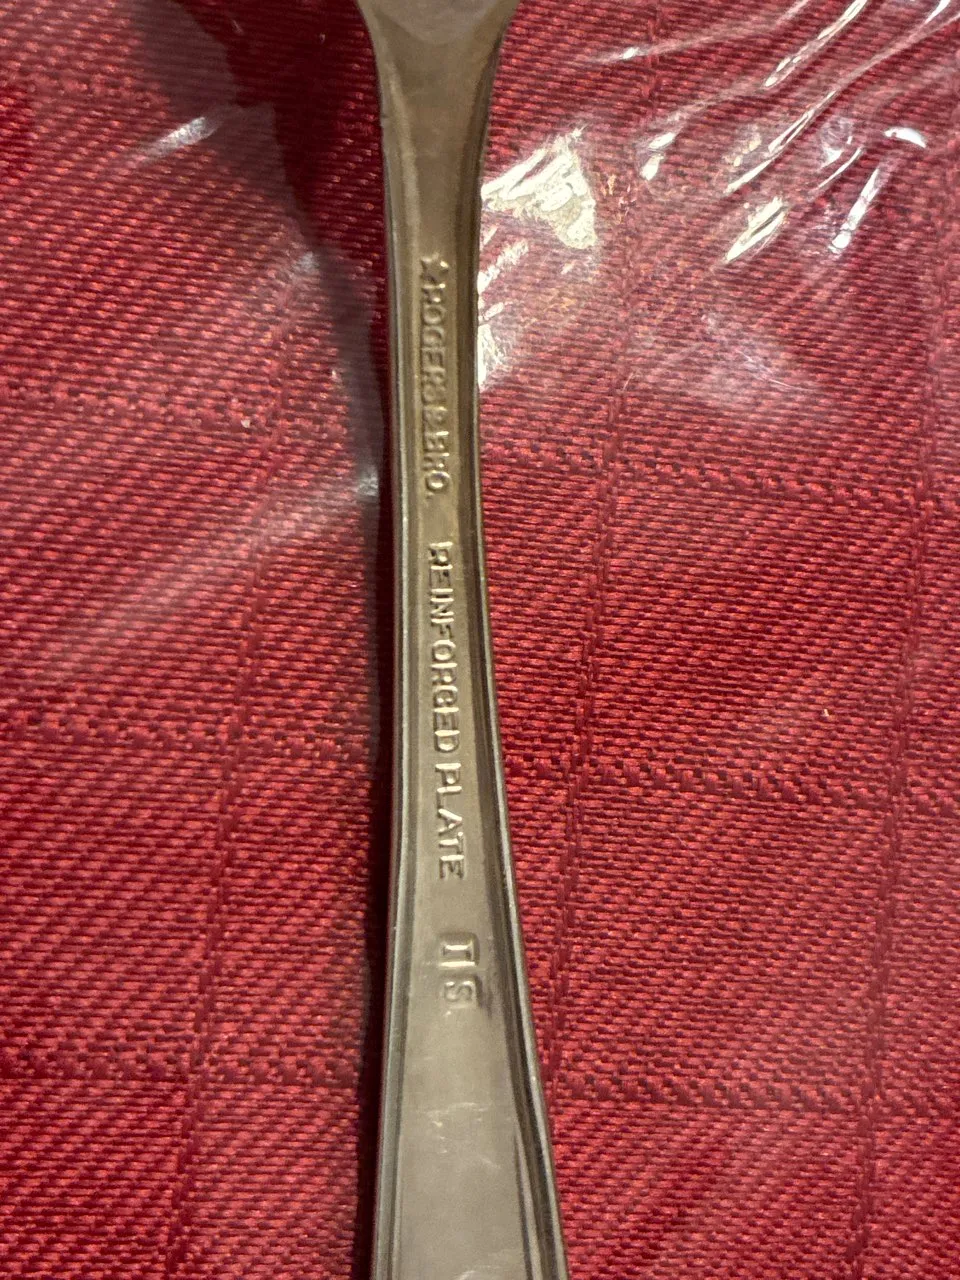 ★ROGERS & BRO. REINFORCED PLATE IS